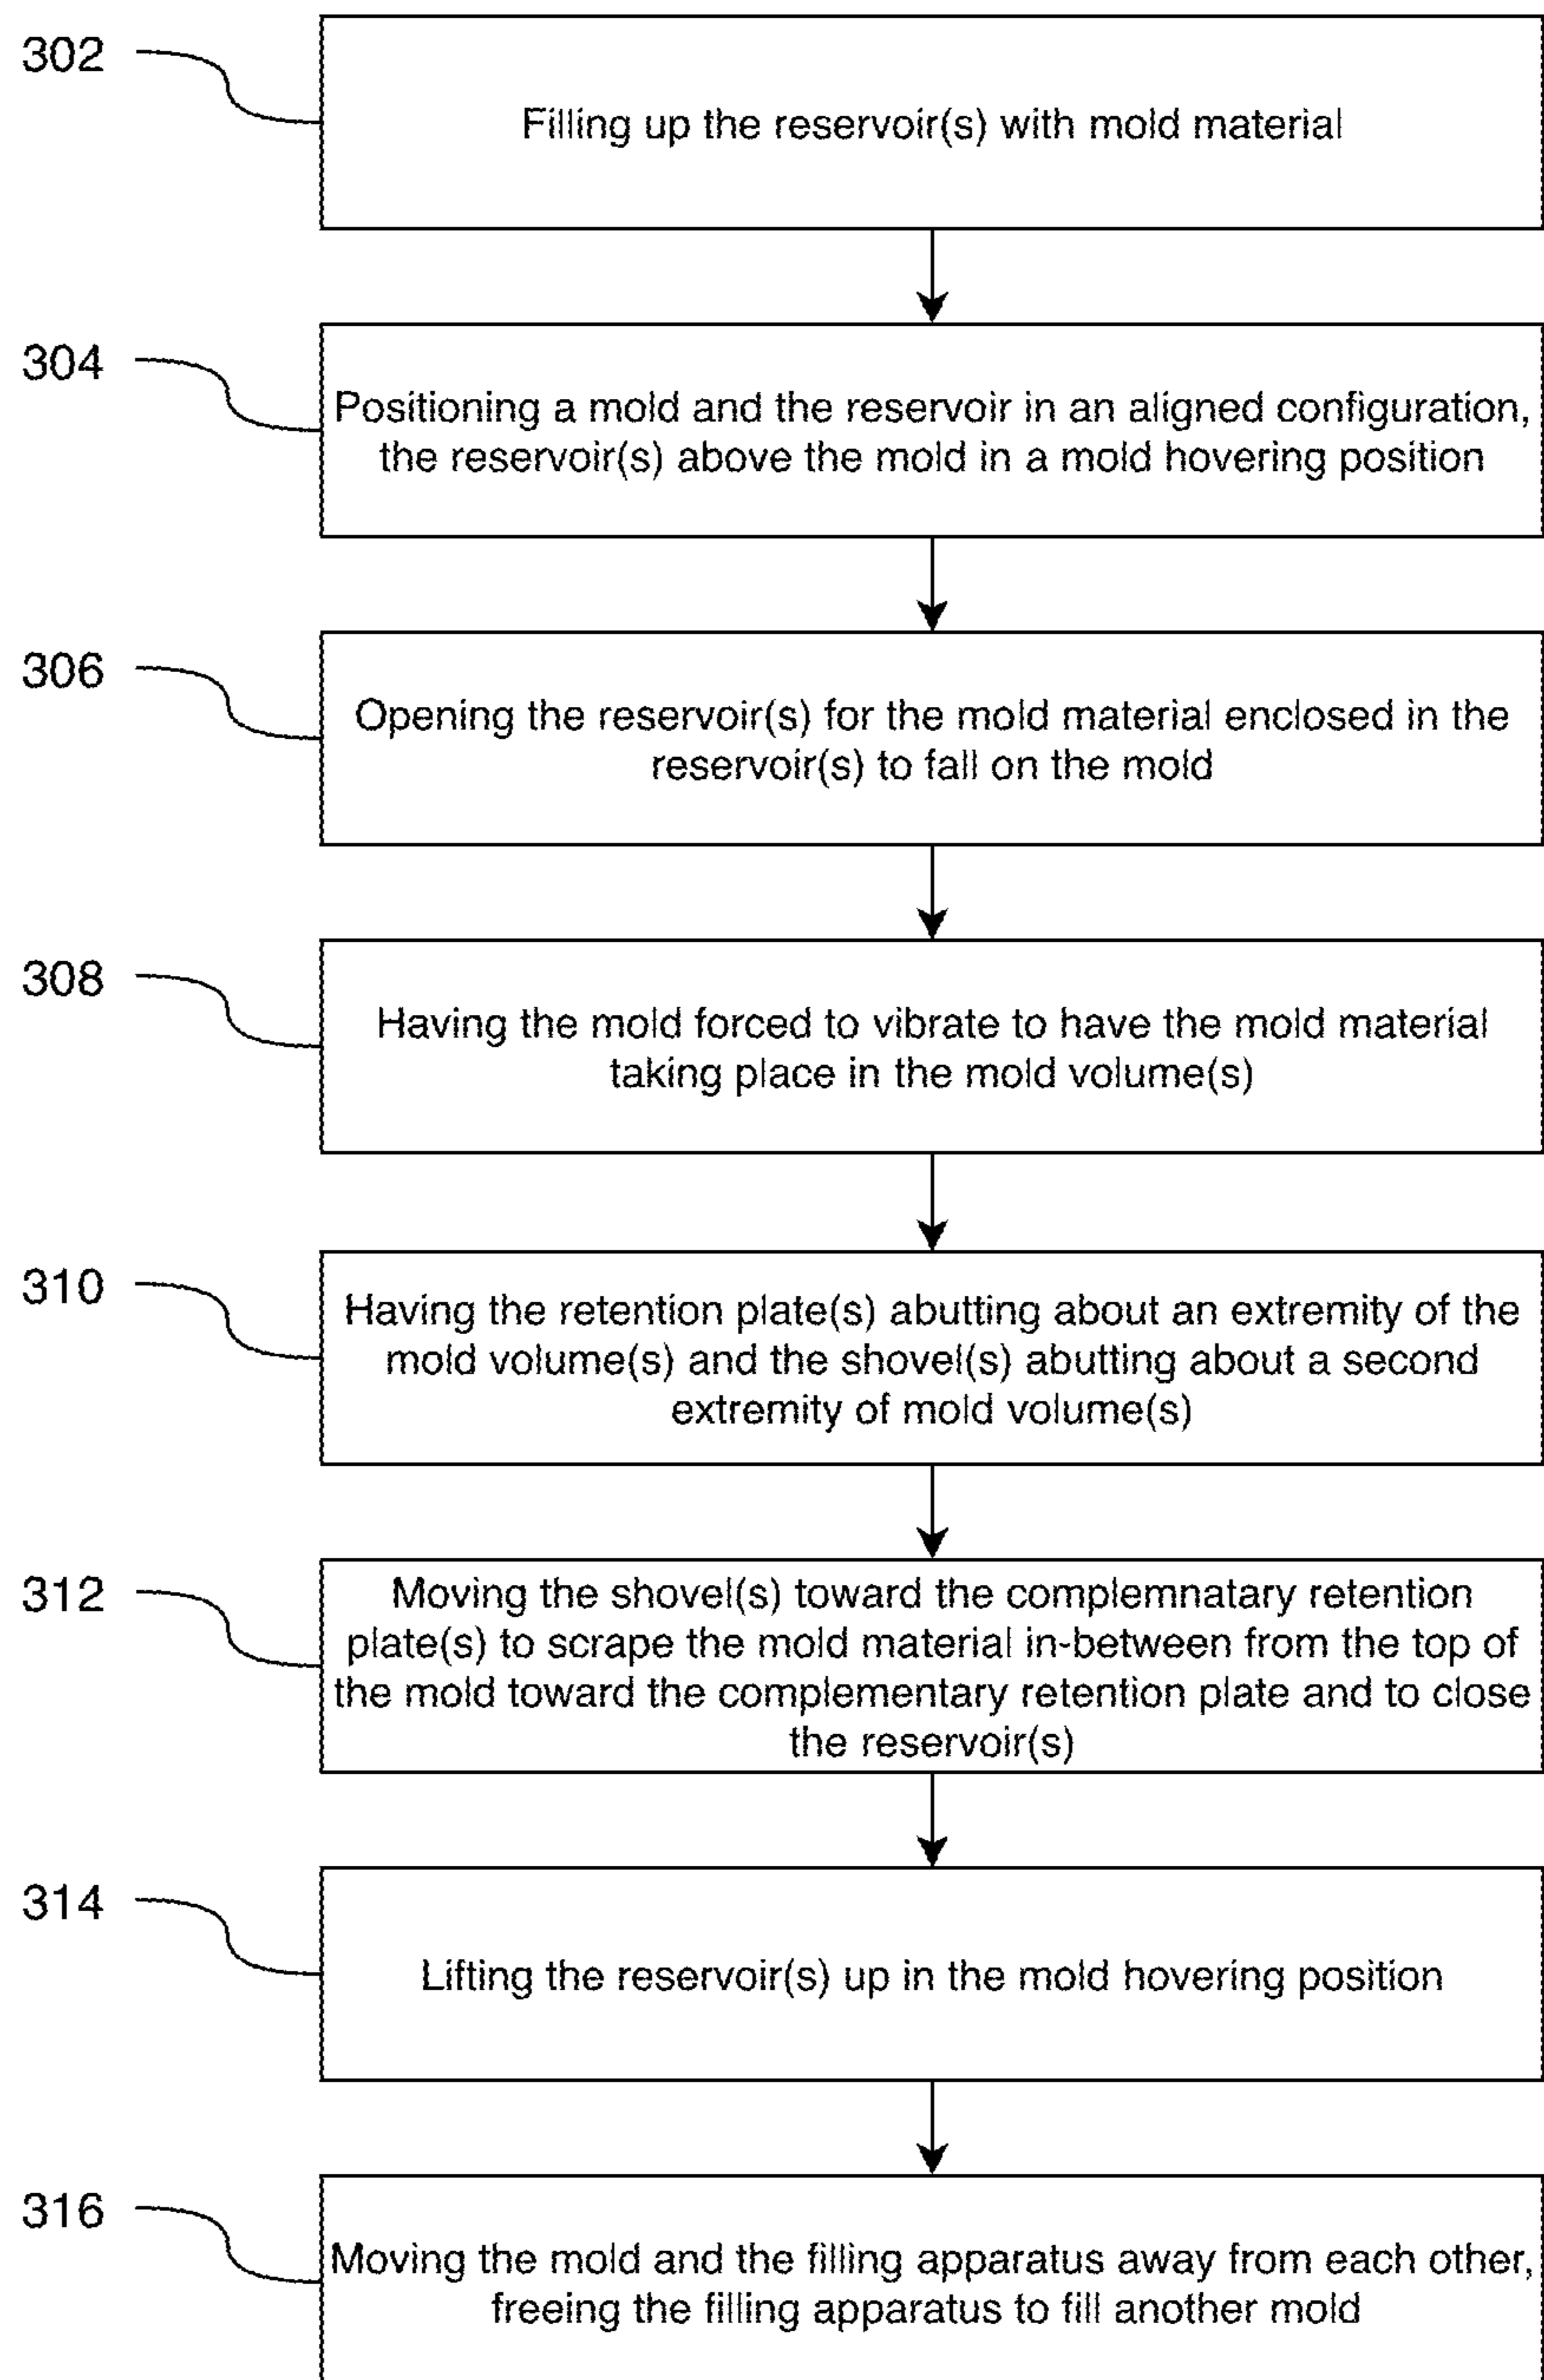 302
Filling up the reservoir(s) with mold material
304
Positioning a mold and the reservoir in an aligned configuration,
the reservoir(s) above the mold in a mold hovering position
306
Opening the reservoir(s) for the mold material enclosed in the
reservoir(s) to fall on the mold
308
Having the mold forced to vibrate to have the mold material
taking place in the mold volume(s)
310
Having the retention plate(s) abutting about an extremity of the
mold volume(s) and the shovel(s) abutting about a second
extremity of mold volume(s)
312
Moving the shovel(s) toward the complemnatary retention
plate(s) to scrape the mold material in-between from the top of
the mold toward the complementary retention plate and to close
the reservoir(s)
314
Lifting the reservoir(s) up in the mold hovering position
316
Moving the mold and the filling apparatus away from each other,
freeing the filling apparatus to fill another mold